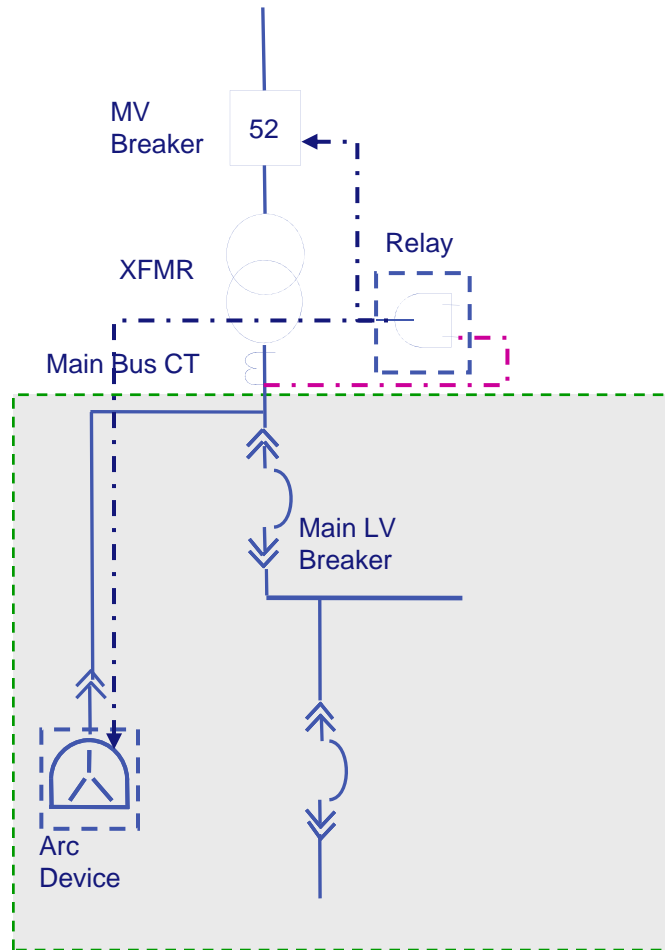 MV
Breaker
52
XFMR
Relay
Main Bus CT
Main LV
Breaker
Arc
Device